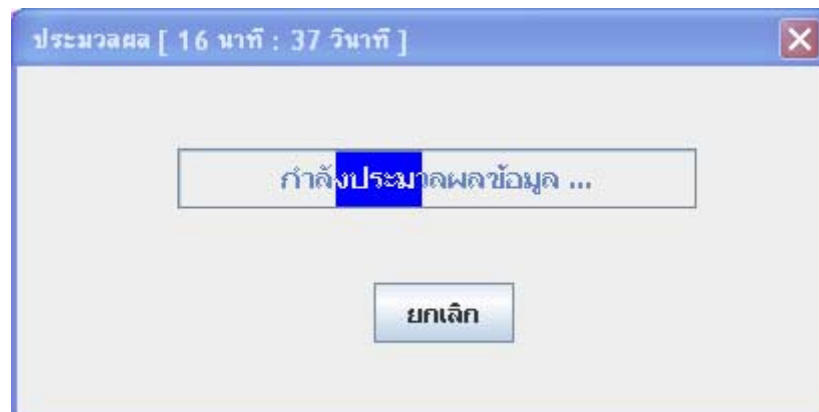 ประมวลผล [ 16 นาที : 37 วินาที ]
กำลังประมวลผลข้อมูล ...
ยกเลิก